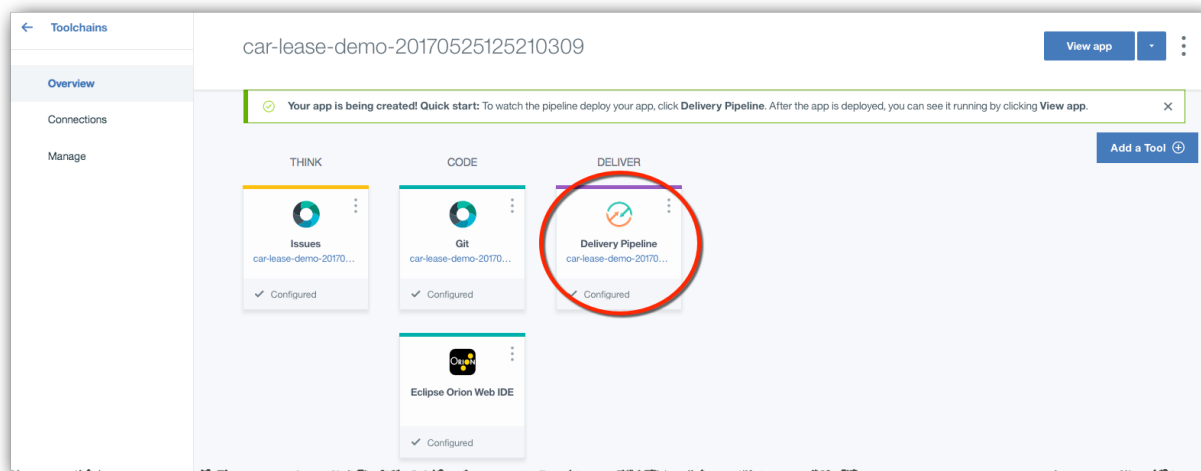 ← Toolchains
car-lease-demo-20170525125210309
View app
Overview
Connections
Manage
Your app is being created! Quick start: To watch the pipeline deploy your app, click Delivery Pipeline. After the app is deployed, you can see it running by clicking View app.
Add a Tool
THINK
CODE
DELIVER
Issues
car-lease-demo-20170...
Configured
Git
car-lease-demo-20170...
Configured
Delivery Pipeline
car-lease-demo-20170...
Configured
ORION
Eclipse Orion Web IDE
Configured